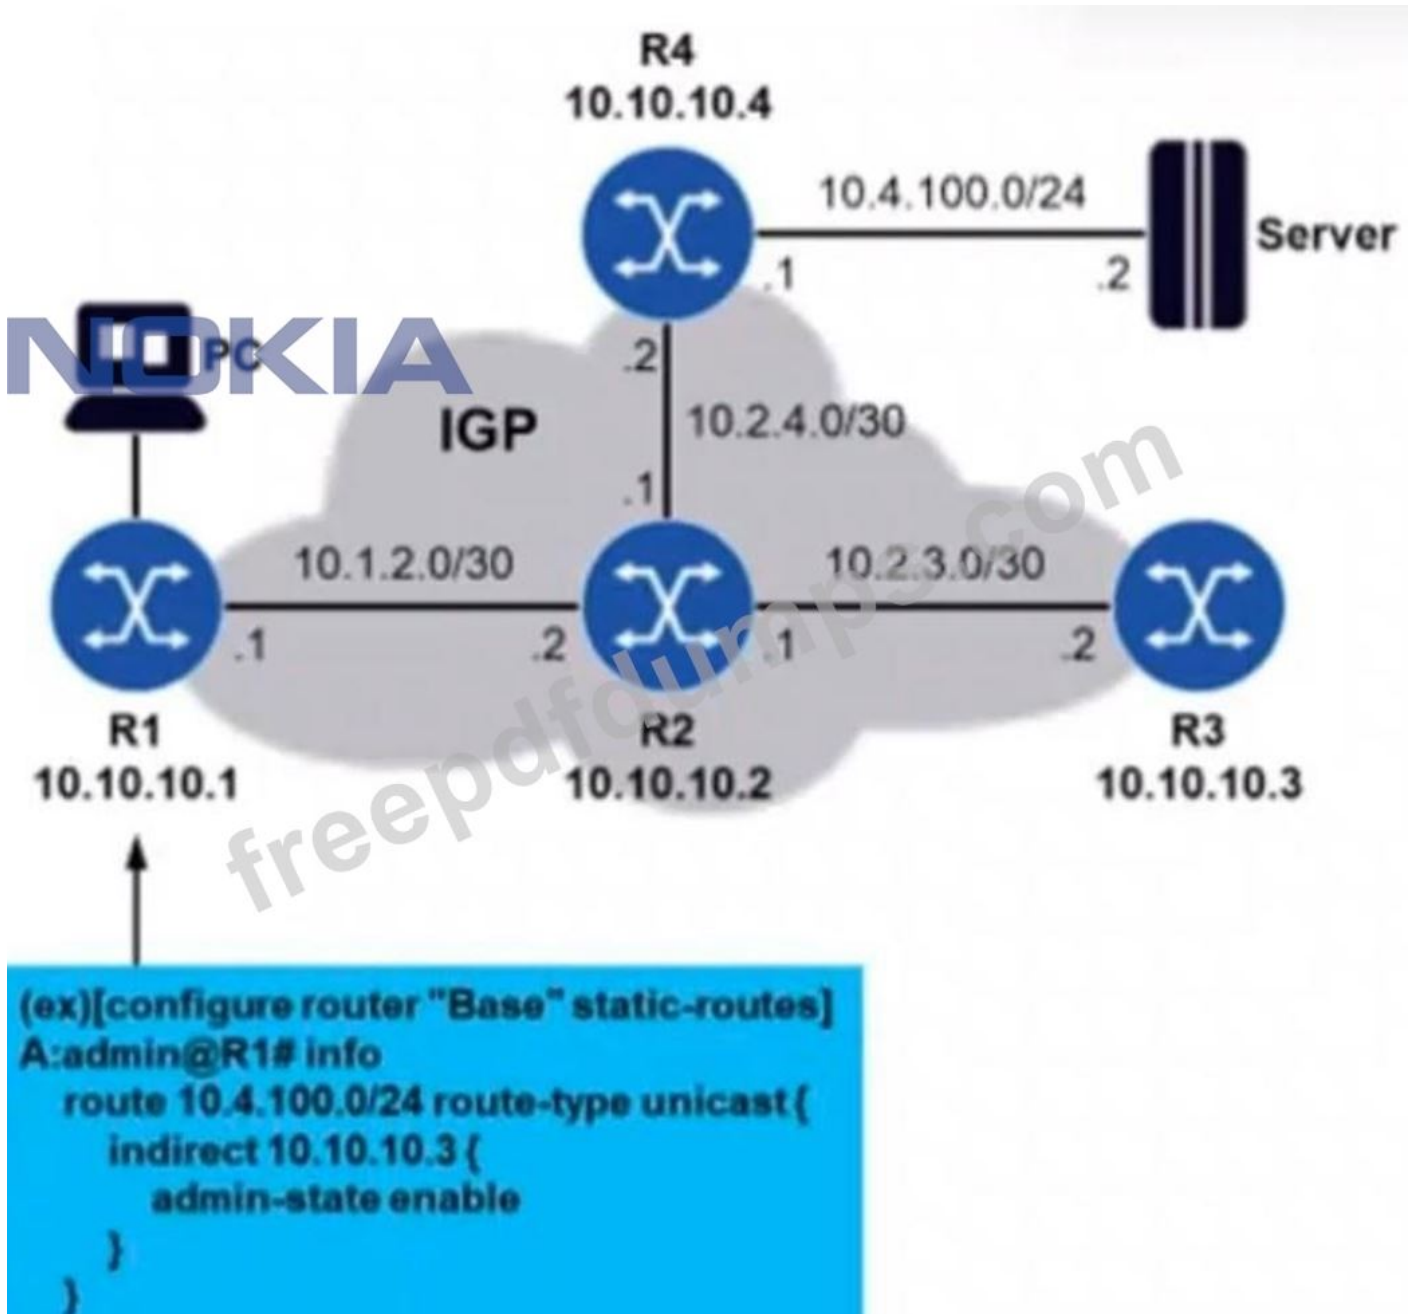 R4
10.10.10.4
10.4.100.0/24
Server
.1
.2
NOKIA
PC
.2
IGP
10.2.4.0/30
.1
10.1.2.0/30
10.2.3.0/30
.1
.2
.1
.2
R1
R2
R3
10.10.10.1
10.10.10.2
10.10.10.3
freepdfdumps.com
(ex)[configure router "Base" static-routes]
A:admin@R1# info
route 10.4.100.0/24 route-type unicast {
indirect 10.10.10.3 {
admin-state enable
}
}